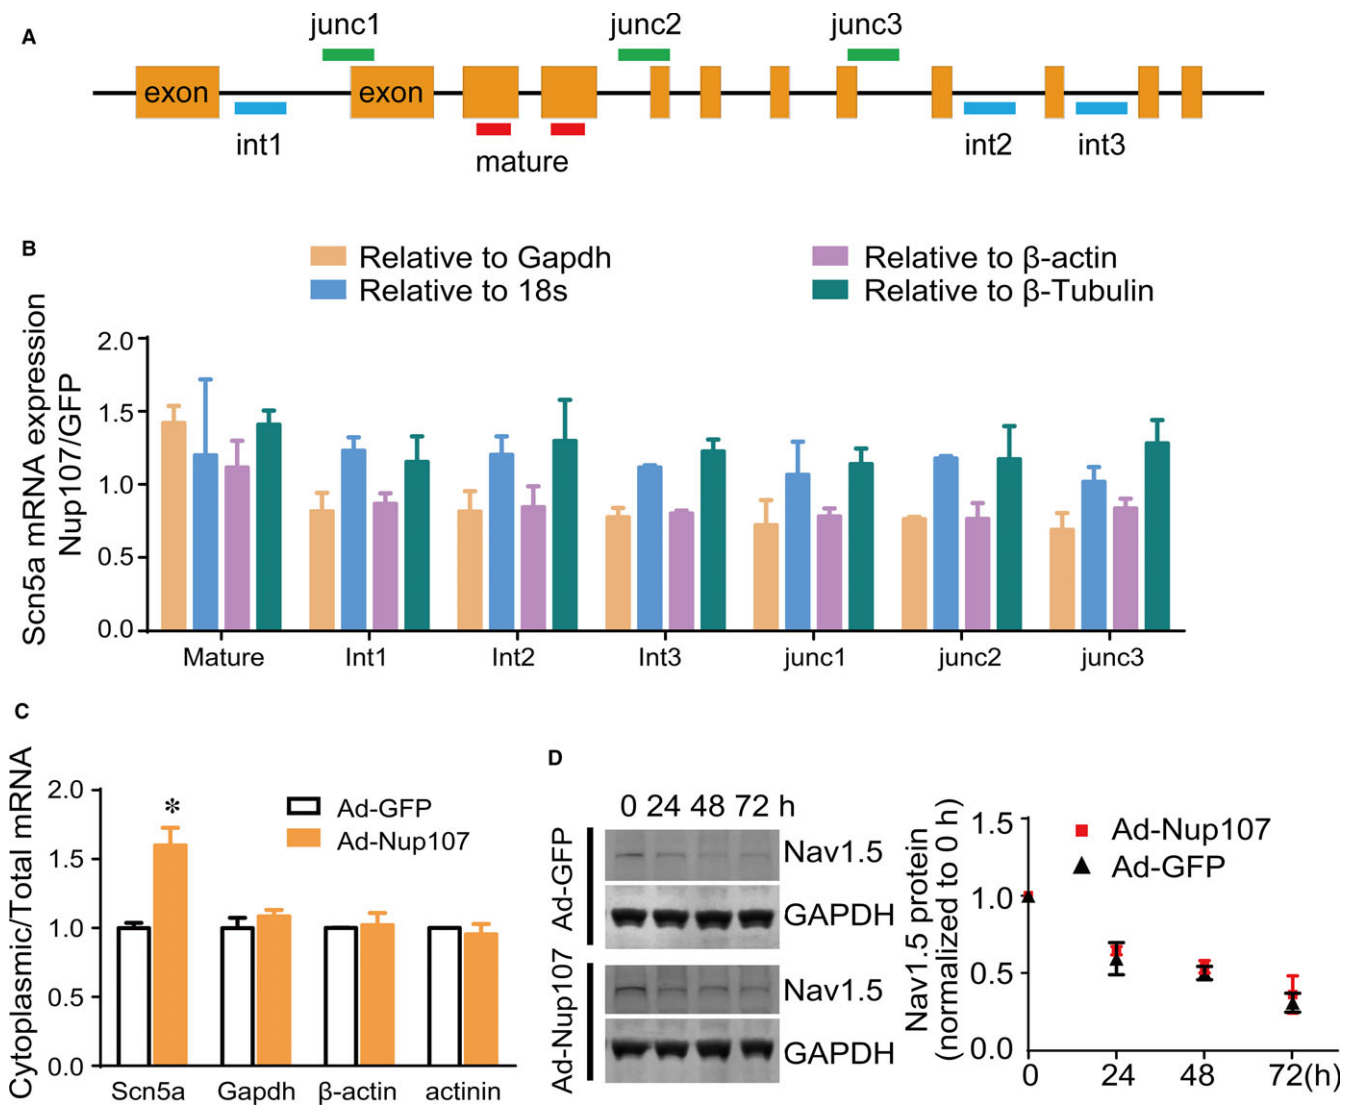 A
junc1
junc2
junc3
exon
exon
int1
mature
int2
int3
B
Relative to Gapdh
Relative to β-actin
Relative to 18s
Relative to β-Tubulin
Scn5a mRNA expression
Nup107/GFP
2.0
1.5
1.0
0.5
0.0
Mature Int1 Int2 Int3 junc1 junc2 junc3
C
Cytoplasmic/Total mRNA
2.0
1.5
1.0
0.5
0.0
*
Ad-GFP
Ad-Nup107
Scn5a Gapdh β-actin actinin
D
0 24 48 72 h
Ad-GFP
Nav1.5
GAPDH
Ad-Nup107
Nav1.5
GAPDH
Nav1.5 protein
(normalized to 0 h)
1.5
1.0
0.5
0.0
Ad-Nup107
Ad-GFP
0 24 48 72(h)